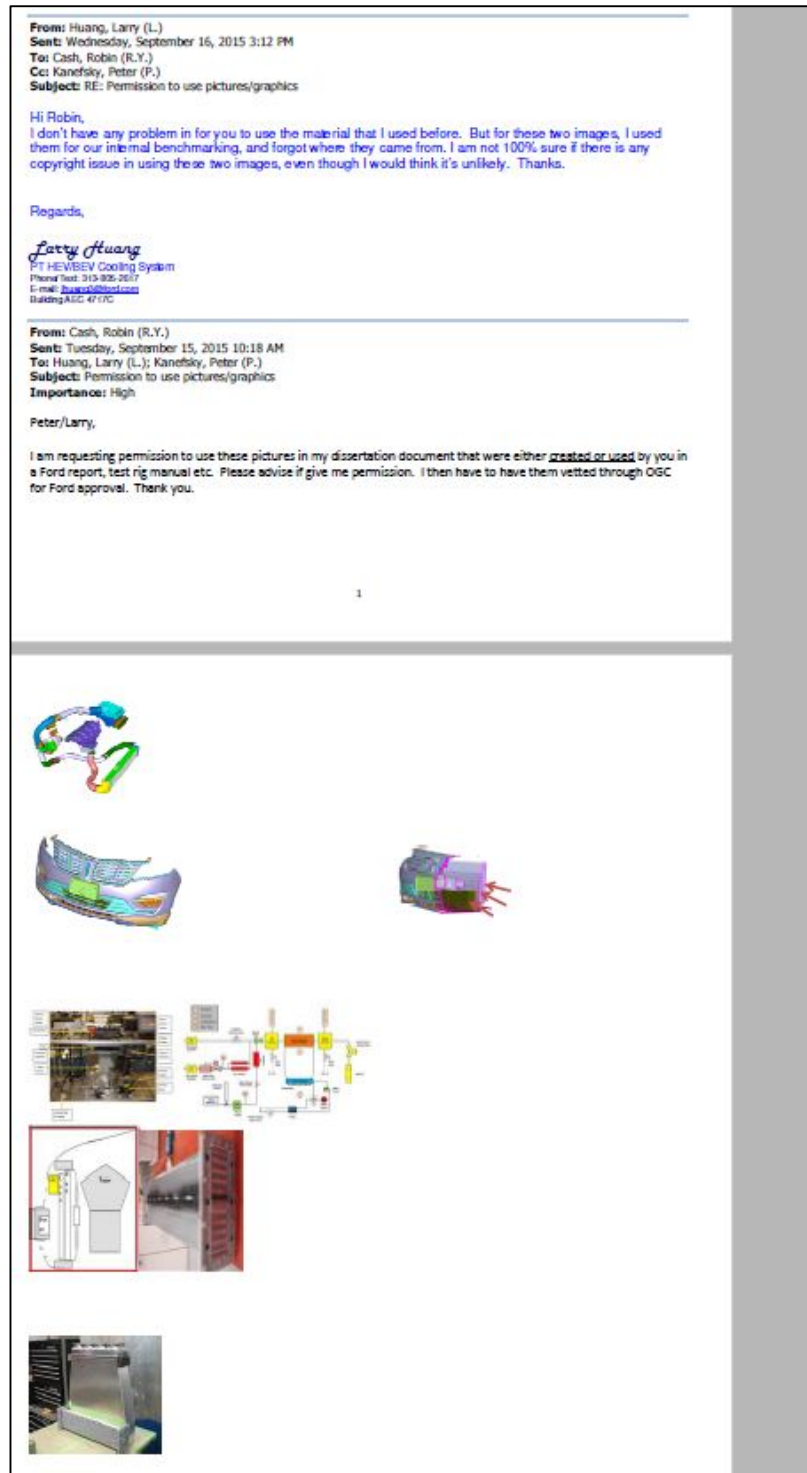 From: Huang, Larry (L.)
Sent: Wednesday, September 16, 2015 3:12 PM
To: Cash, Robin (R.Y.)
Cc: Kanefsky, Peter (P.)
Subject: RE: Permission to use pictures/graphics
Hi Robin,
I don't have any problem in for you to use the material that I used before. But for these two images, I used
them for our internal benchmarking, and forgot where they came from. I am not 100% sure if there is any
copyright issue in using these two images, even though I would think it's unlikely. Thanks.
Regards,
Larry Huang
PT HEV/BEV Cooling System
Phone/Text:
E-mail:
Building AEC 4717C
From: Cash, Robin (R.Y.)
Sent: Tuesday, September 15, 2015 10:18 AM
To: Huang, Larry (L.); Kanefsky, Peter (P.)
Subject: Permission to use pictures/graphics
Importance: High
Peter/Larry,
I am requesting permission to use these pictures in my dissertation document that were either created or used by you in
a Ford report, test rig manual etc. Please advise if give me permission. I then have to have them vetted through OGC
for Ford approval. Thank you.
1